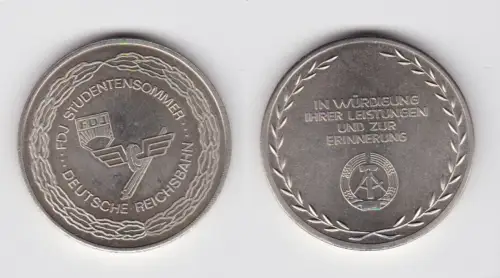 FDJ STUDENTENSOMMER
FDJ
DEUTSCHE REICHSBAHN
IN WÜRDIGUNG
IHRER LEISTUNGEN
UND ZUR
ERINNERUNG